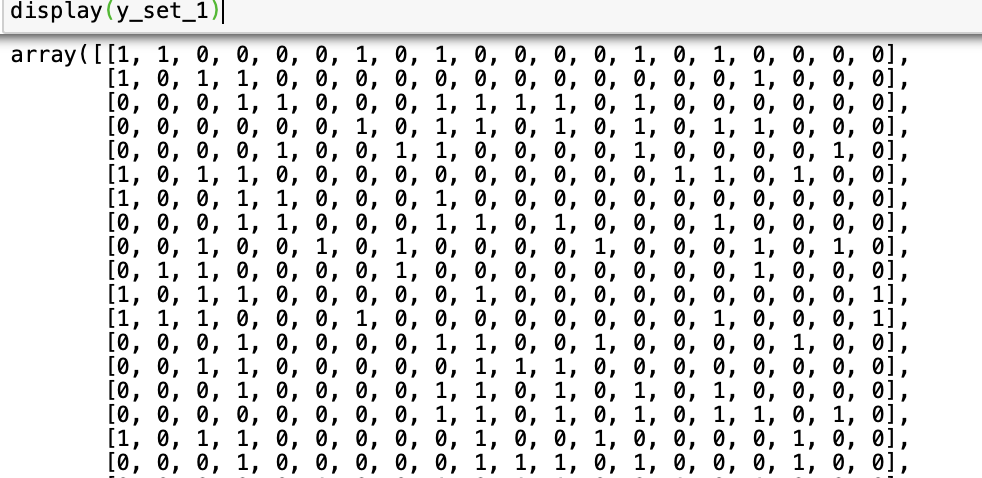 display(y_set_1)
array([[1, 1, 0, 0, 0, 0, 1, 0, 1, 0, 0, 0, 0, 1, 0, 1, 0, 0, 0, 0],
[1, 0, 1, 1, 0, 0, 0, 0, 0, 0, 0, 0, 0, 0, 0, 0, 1, 0, 0, 0],
[0, 0, 0, 1, 1, 0, 0, 0, 1, 1, 1, 1, 0, 1, 0, 0, 0, 0, 0, 0],
[0, 0, 0, 0, 0, 0, 1, 0, 1, 1, 0, 1, 0, 1, 0, 1, 1, 0, 0, 0],
[0, 0, 0, 0, 1, 0, 0, 1, 1, 0, 0, 0, 0, 1, 0, 0, 0, 0, 1, 0],
[1, 0, 1, 1, 0, 0, 0, 0, 0, 0, 0, 0, 0, 0, 1, 1, 0, 1, 0, 0],
[1, 0, 0, 1, 1, 0, 0, 0, 1, 0, 0, 0, 0, 0, 0, 0, 0, 0, 0, 0],
[0, 0, 0, 1, 1, 0, 0, 0, 1, 1, 0, 1, 0, 0, 0, 1, 0, 0, 0, 0],
[0, 0, 1, 0, 0, 1, 0, 1, 0, 0, 0, 0, 1, 0, 0, 0, 1, 0, 1, 0],
[0, 1, 1, 0, 0, 0, 0, 1, 0, 0, 0, 0, 0, 0, 0, 0, 1, 0, 0, 0],
[1, 0, 1, 1, 0, 0, 0, 0, 0, 1, 0, 0, 0, 0, 0, 0, 0, 0, 0, 1],
[1, 1, 1, 0, 0, 0, 1, 0, 0, 0, 0, 0, 0, 0, 0, 1, 0, 0, 0, 1],
[0, 0, 0, 1, 0, 0, 0, 0, 1, 1, 0, 0, 1, 0, 0, 0, 0, 1, 0, 0],
[0, 0, 1, 1, 0, 0, 0, 0, 0, 1, 1, 1, 0, 0, 0, 0, 0, 0, 0, 0],
[0, 0, 0, 1, 0, 0, 0, 0, 1, 1, 0, 1, 0, 1, 0, 1, 0, 0, 0, 0],
[0, 0, 0, 0, 0, 0, 0, 0, 1, 1, 0, 1, 0, 1, 0, 1, 1, 0, 1, 0],
[1, 0, 1, 1, 0, 0, 0, 0, 0, 1, 0, 0, 1, 0, 0, 0, 0, 1, 0, 0],
[0, 0, 0, 1, 0, 0, 0, 0, 0, 1, 1, 1, 0, 1, 0, 0, 0, 1, 0, 0],